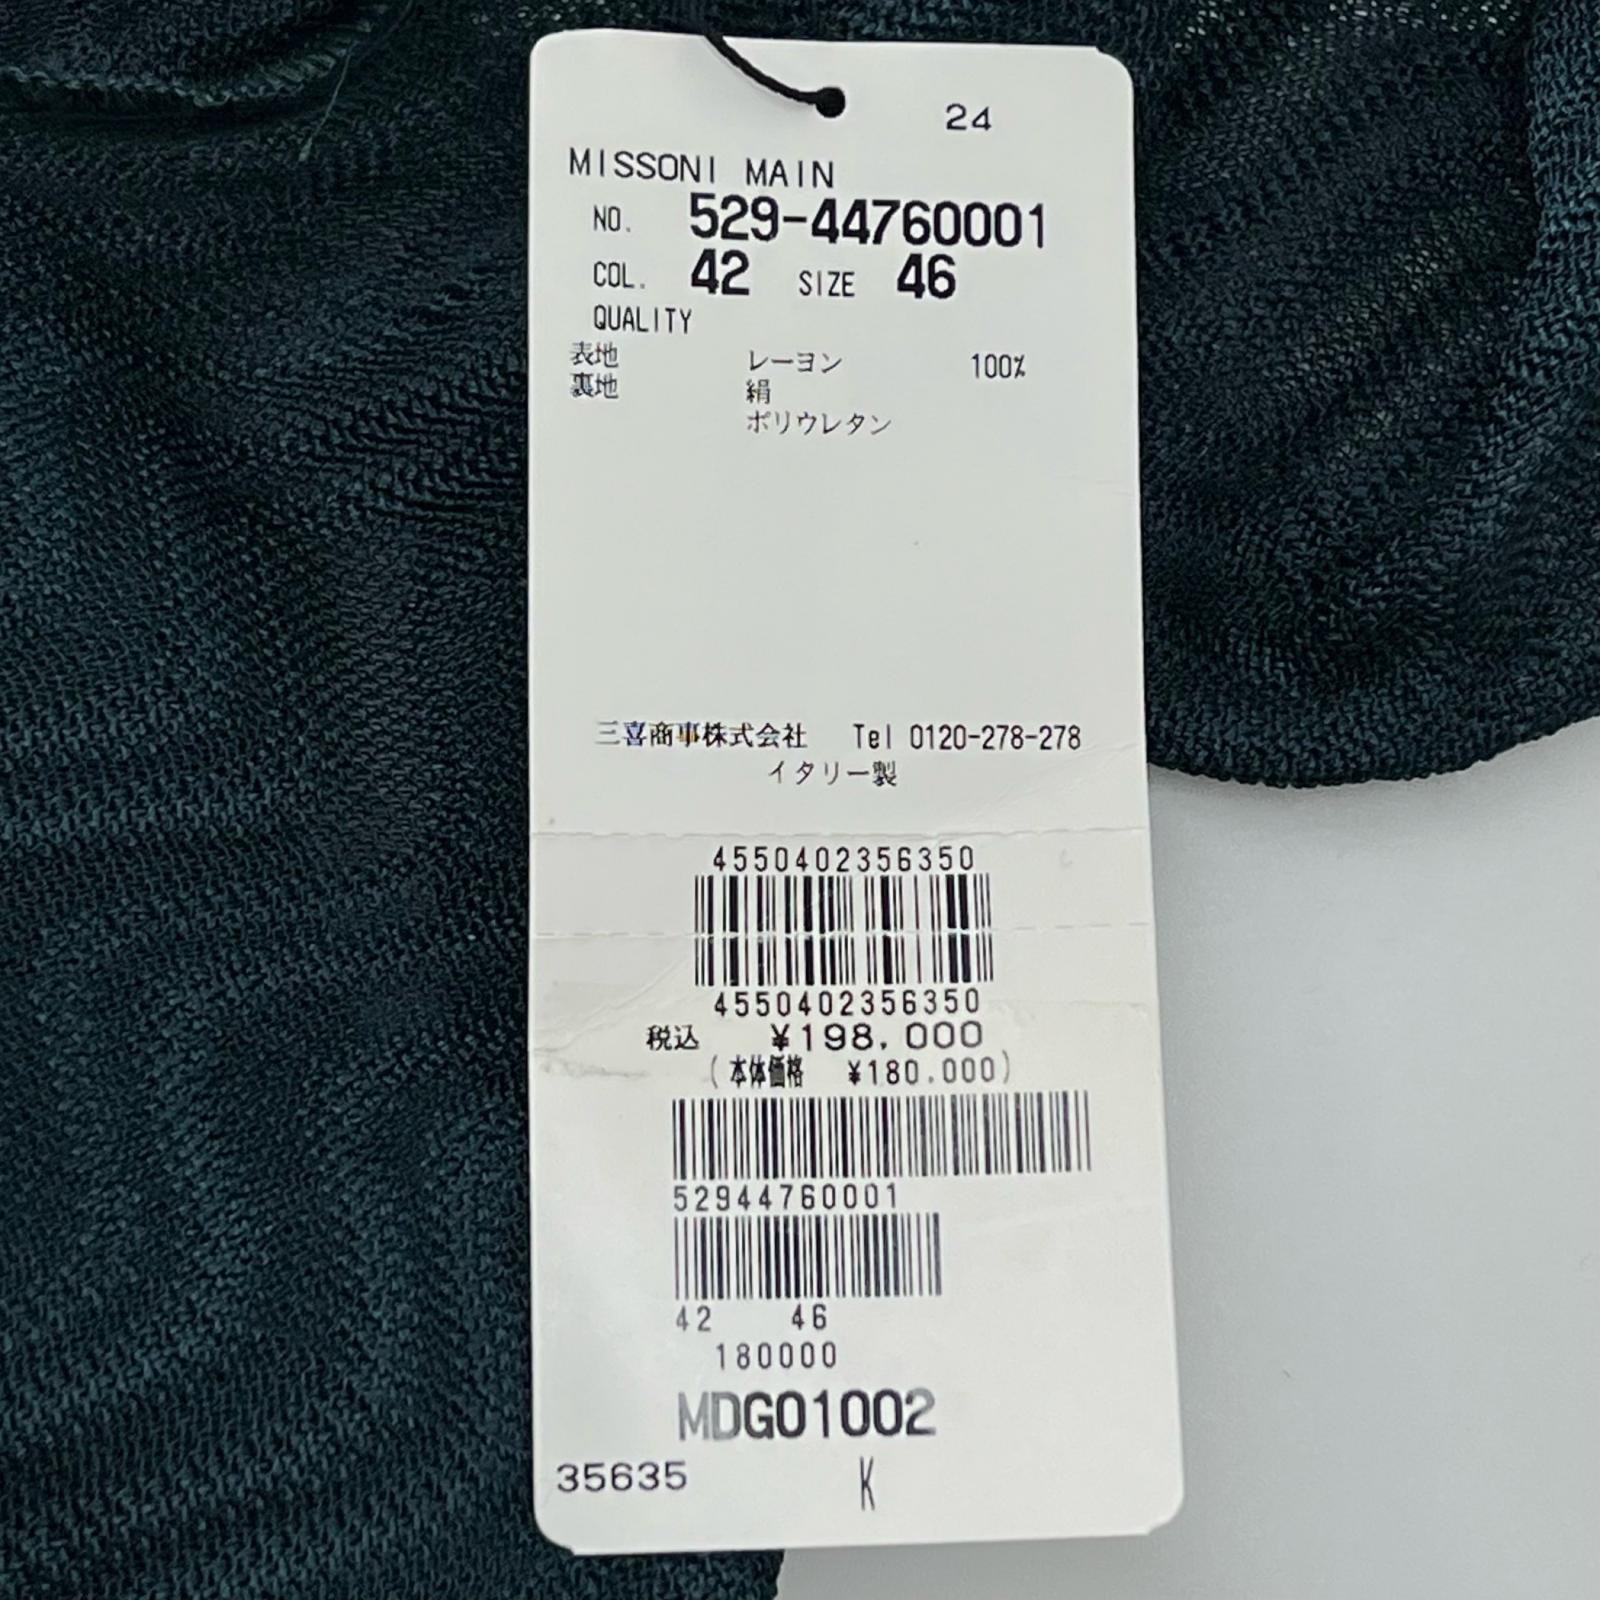 24
MISSONI MAIN
NO. 529-44760001
COL. 42 SIZE 46
QUALITY
表地 レーヨン 100%
裏地 絹
ポリウレタン
三喜商事株式会社 Tel 0120-278-278
イタリー製
4550402356350
4550402356350
税込 ¥198,000
(本体価格 ¥180,000)
52944760001
42 46
180000
MDG01002
35635 K